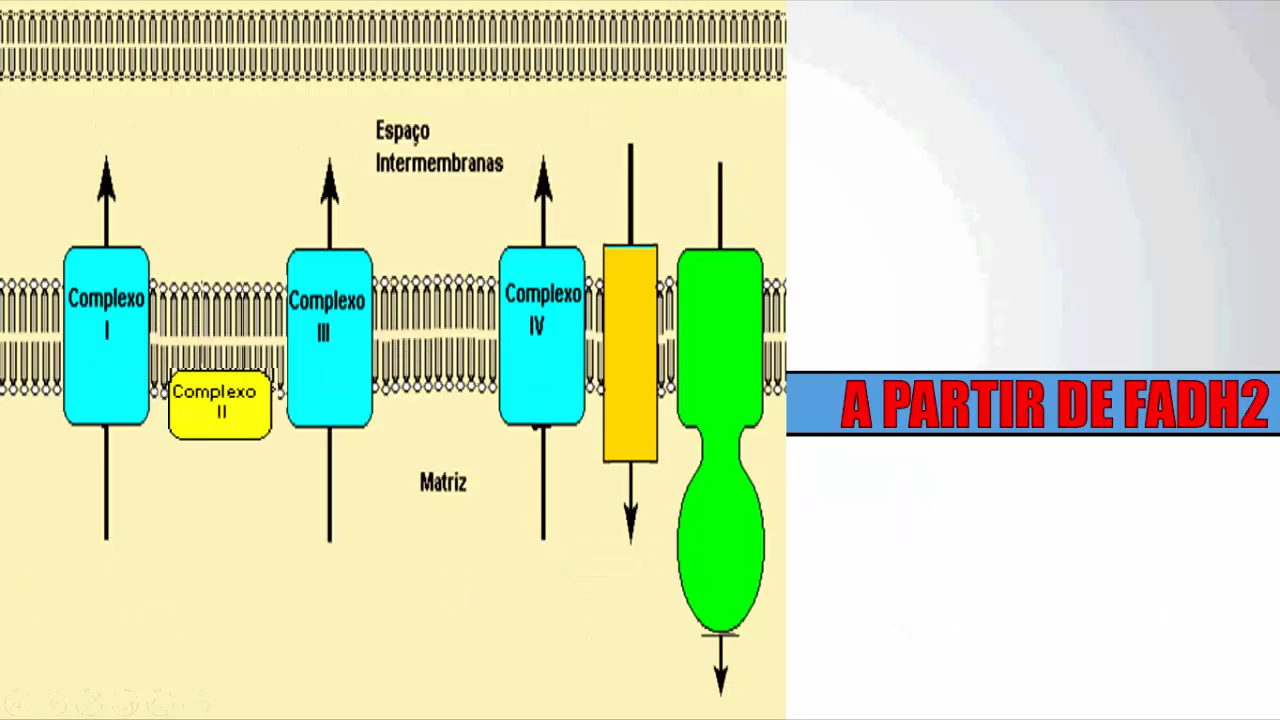 Espaço
Intermembranas
Complexo
I
Complexo
II
Complexo
III
Complexo
IV
Matriz
A PARTIR DE FADH2